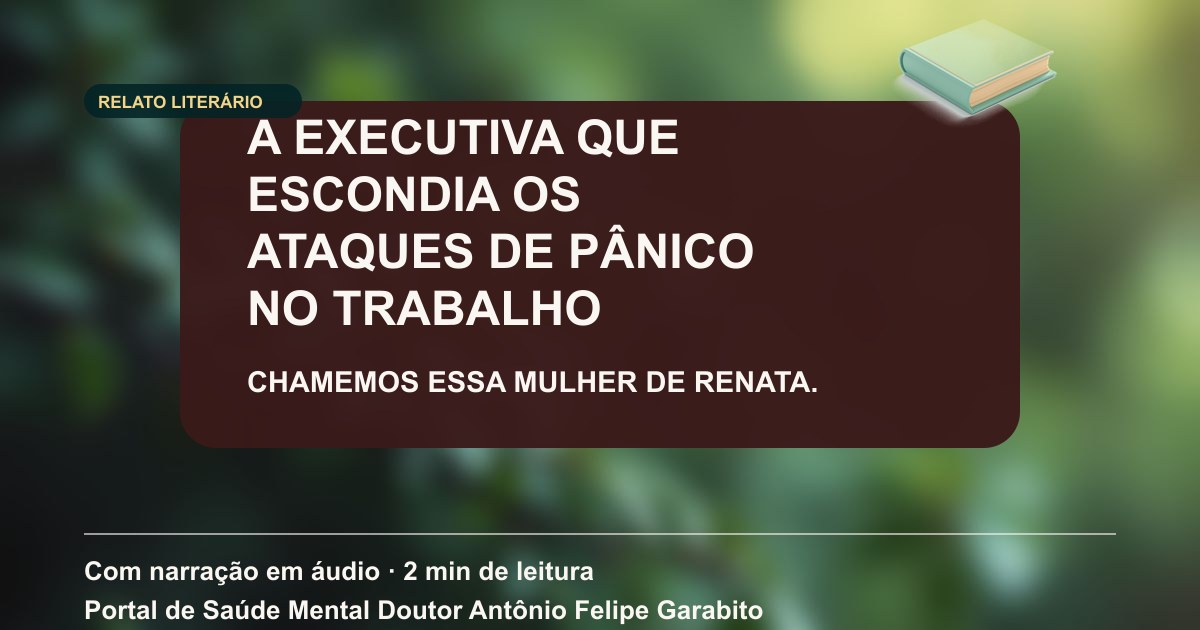 RELATO LITERÁRIO
A EXECUTIVA QUE
ESCONDIA OS
ATAQUES DE PÂNICO
NO TRABALHO
CHAMEMOS ESSA MULHER DE RENATA.
Com narração em áudio · 2 min de leitura
Portal de Saúde Mental Doutor Antônio Felipe Garabito